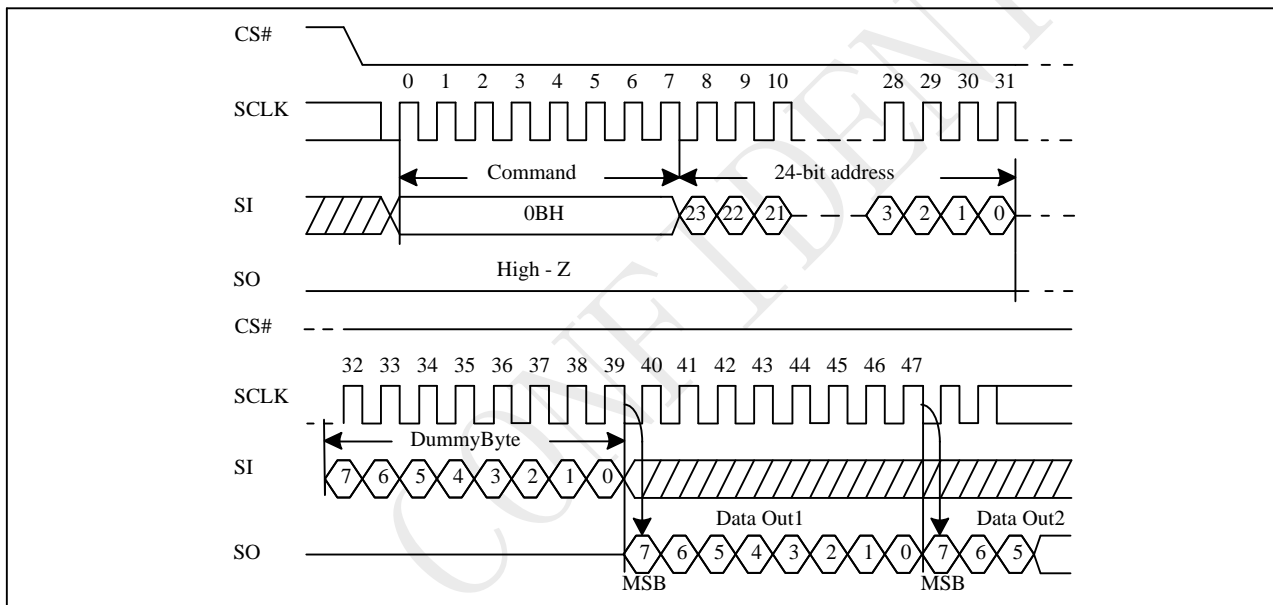 CS#
0 1 2 3 4 5 6 7 8 9 10 28 29 30 31
SCLK
Command 24-bit address
SI 0BH 23 22 21 3 2 1 0
High - Z
SO
CS#
32 33 34 35 36 37 38 39 40 41 42 43 44 45 46 47
SCLK
DummyByte
SI 7 6 5 4 3 2 1 0
Data Out1 Data Out2
SO 7 6 5 4 3 2 1 0 7 6 5
MSB MSB
CONFIDENT